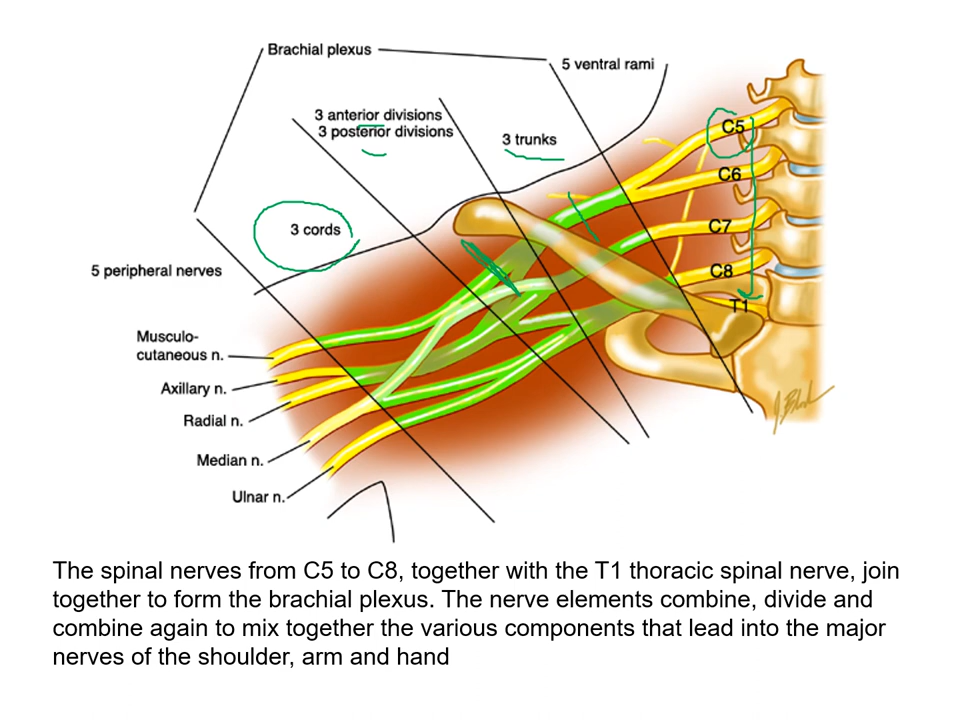 Brachial plexus
5 ventral rami
3 anterior divisions
3 posterior divisions
3 trunks
3 cords
5 peripheral nerves
C5
C6
C7
C8
T1
Musculo-
cutaneous n.
Axillary n.
Radial n.
Median n.
Ulnar n.
The spinal nerves from C5 to C8, together with the T1 thoracic spinal nerve, join
together to form the brachial plexus. The nerve elements combine, divide and
combine again to mix together the various components that lead into the major
nerves of the shoulder, arm and hand